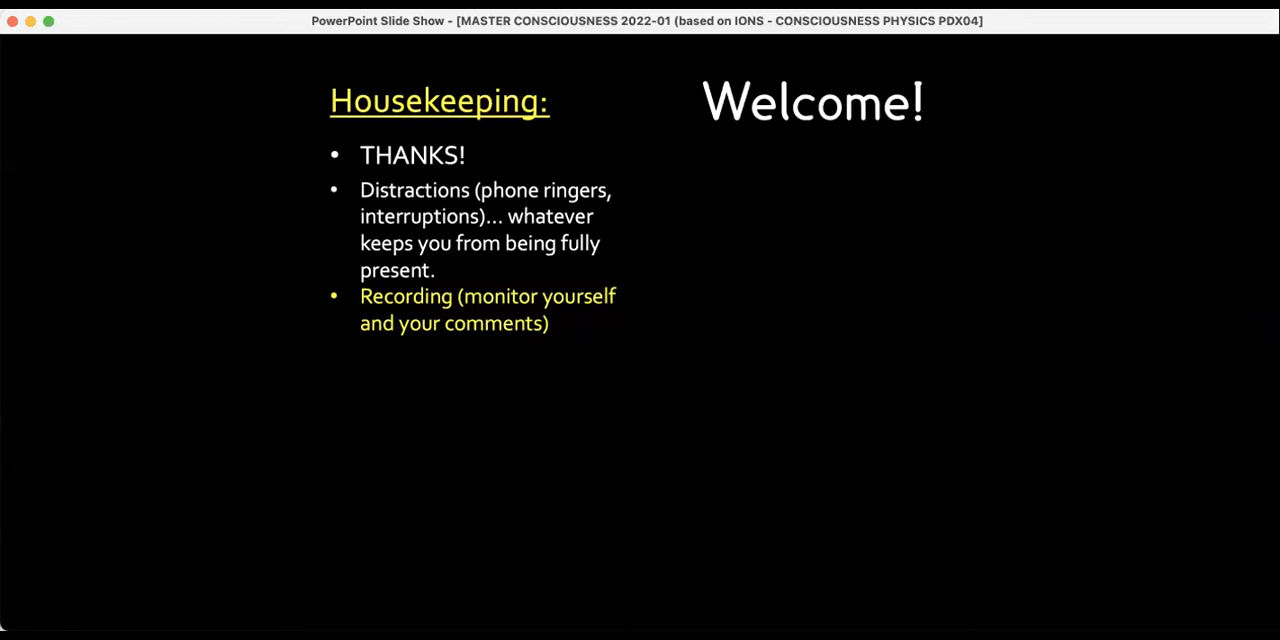 PowerPoint Slide Show - [MASTER CONSCIOUSNESS 2022-01 (based on IONS - CONSCIOUSNESS PHYSICS PDX04]
Housekeeping:
• THANKS!
• Distractions (phone ringers,
interruptions)... whatever
keeps you from being fully
present.
• Recording (monitor yourself
and your comments)
Welcome!